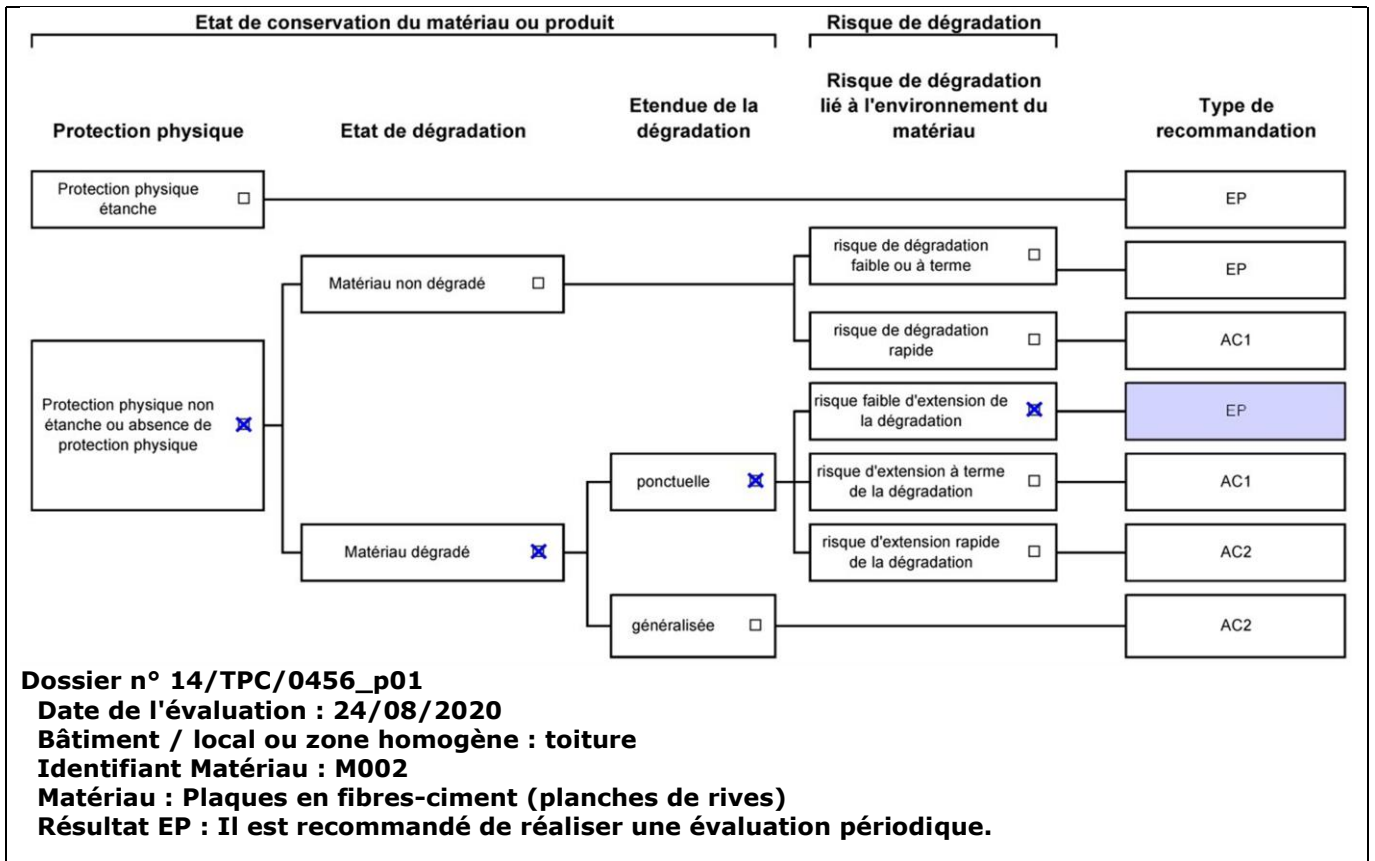 Etat de conservation du matériau ou produit
Risque de dégradation
Protection physique
Etat de dégradation
Etendue de la
dégradation
Risque de dégradation
lié à l'environnement du
matériau
Type de
recommandation
Protection physique
étanche
EP
risque de dégradation
faible ou à terme
EP
Matériau non dégradé
risque de dégradation
rapide
AC1
Protection physique non
étanche ou absence de
protection physique
risque faible d'extension de
la dégradation
EP
ponctuelle
risque d'extension à terme
de la dégradation
AC1
Matériau dégradé
risque d'extension rapide
de la dégradation
AC2
généralisée
AC2
Dossier n° 14/TPC/0456_p01
Date de l'évaluation : 24/08/2020
Bâtiment / local ou zone homogène : toiture
Identifiant Matériau : M002
Matériau : Plaques en fibres-ciment (planches de rives)
Résultat EP : Il est recommandé de réaliser une évaluation périodique.